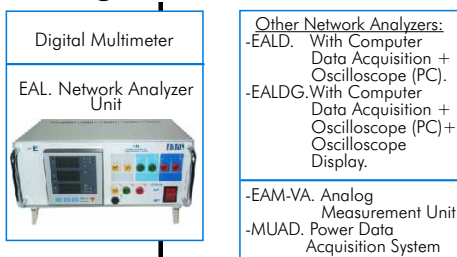 Digital Multimeter
EAL. Network Analyzer
Unit
EDIBON
Other Network Analyzers:
-EALD. With Computer
Data Acquisition +
Oscilloscope (PC).
-EALDG.With Computer
Data Acquisition +
Oscilloscope (PC)+
Oscilloscope
Display.
-EAM-VA. Analog
Measurement Unit
-MUAD. Power Data
Acquisition System